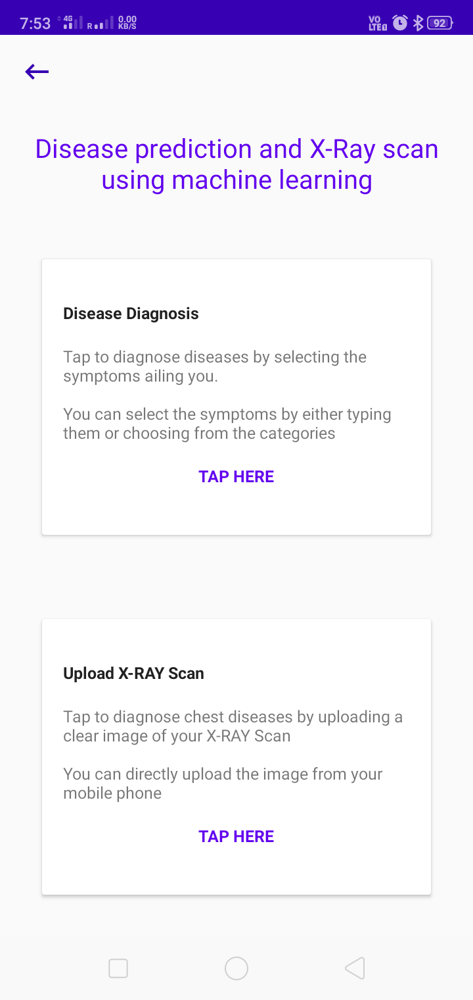 7:53 4G R 0.00 KB/S VO LTE 92
Disease prediction and X-Ray scan
using machine learning
Disease Diagnosis
Tap to diagnose diseases by selecting the
symptoms ailing you.
You can select the symptoms by either typing
them or choosing from the categories
TAP HERE
Upload X-RAY Scan
Tap to diagnose chest diseases by uploading a
clear image of your X-RAY Scan
You can directly upload the image from your
mobile phone
TAP HERE